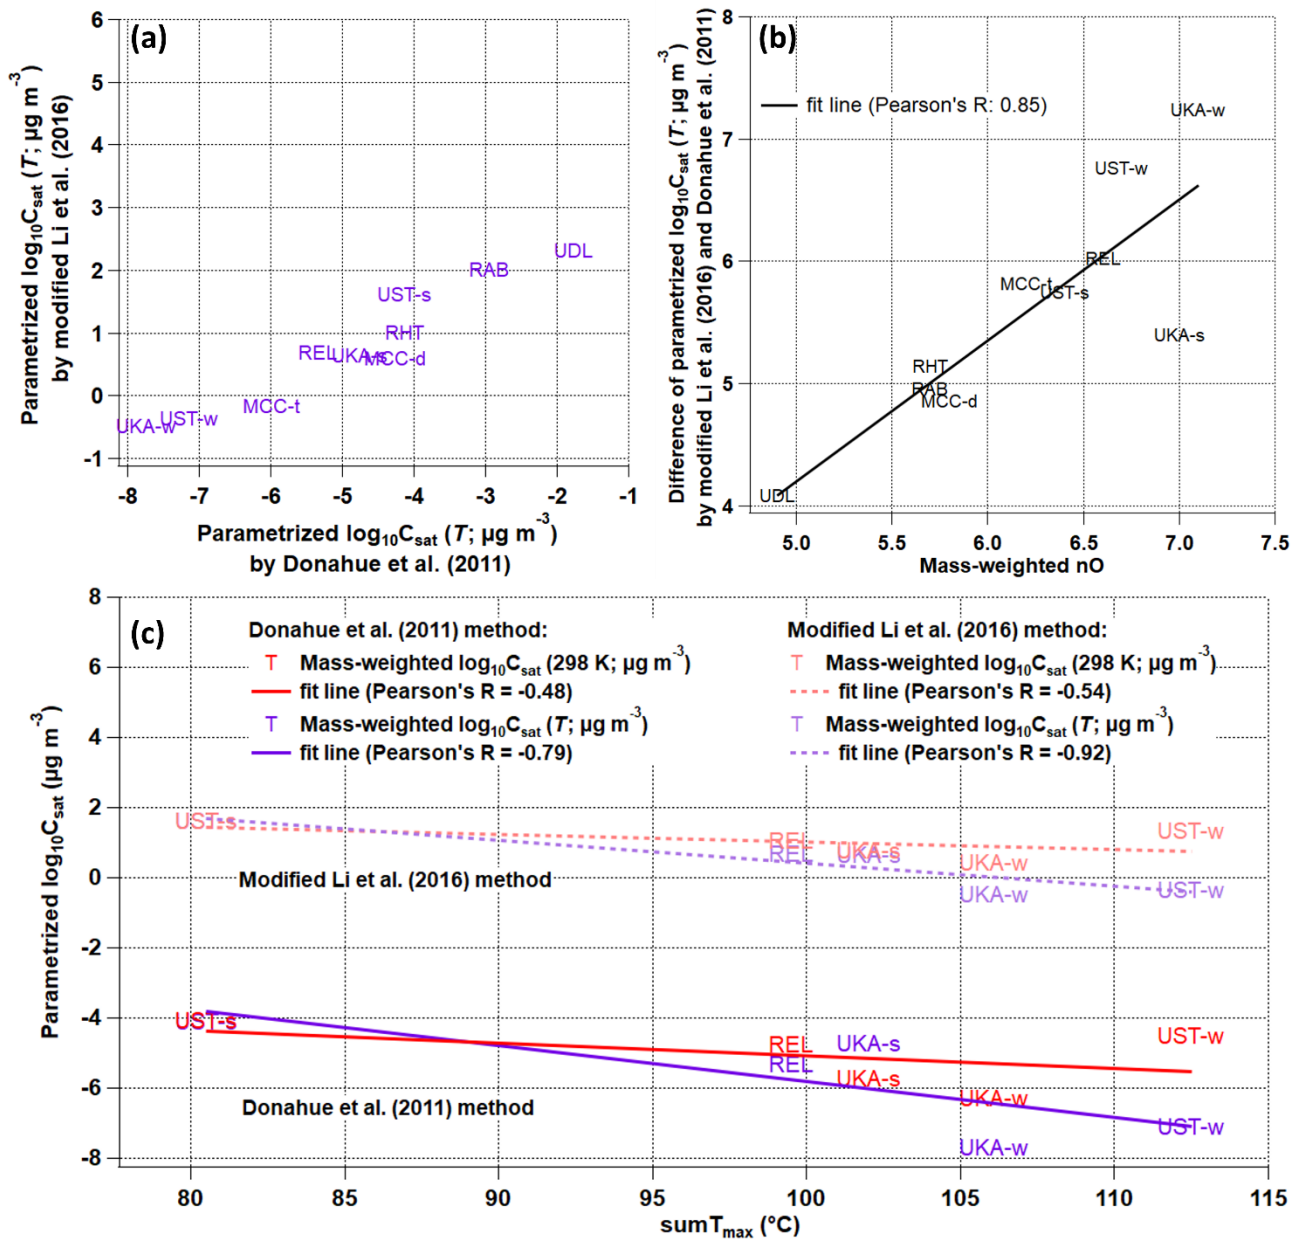 (a)
6
5
4
3
2
1
0
-1
Parametrized log10Csat (T; µg m-3)
by modified Li et al. (2016)
UDL
RAB
UST-s
RHT
REL
UKA-s
MCC-d
MCC-t
UST-w
UKA-w
-8 -7 -6 -5 -4 -3 -2 -1
Parametrized log10Csat (T; µg m-3)
by Donahue et al. (2011)
(b)
8
7
6
5
4
Difference of parametrized log10Csat (T; µg m-3)
by modified Li et al. (2016) and Donahue et al. (2011)
fit line (Pearson's R: 0.85)
UKA-w
UST-w
REL
MCC-t
UST-s
UKA-s
RHT
RAB
MCC-d
UDL
5.0 5.5 6.0 6.5 7.0 7.5
Mass-weighted nO
(c)
8
6
4
2
0
-2
-4
-6
-8
Parametrized log10Csat (µg m-3)
Donahue et al. (2011) method:
T Mass-weighted log10Csat (298 K; µg m-3)
fit line (Pearson's R = -0.48)
T Mass-weighted log10Csat (T; µg m-3)
fit line (Pearson's R = -0.79)
Modified Li et al. (2016) method:
T Mass-weighted log10Csat (298 K; µg m-3)
fit line (Pearson's R = -0.54)
T Mass-weighted log10Csat (T; µg m-3)
fit line (Pearson's R = -0.92)
UST-s
REL
REL
UKA-s
UKA-s
UKA-w
UKA-w
UST-w
UST-w
Modified Li et al. (2016) method
UST-s
REL
REL
UKA-s
UKA-s
UKA-w
UKA-w
UST-w
UST-w
Donahue et al. (2011) method
80 85 90 95 100 105 110 115
sumTmax (°C)